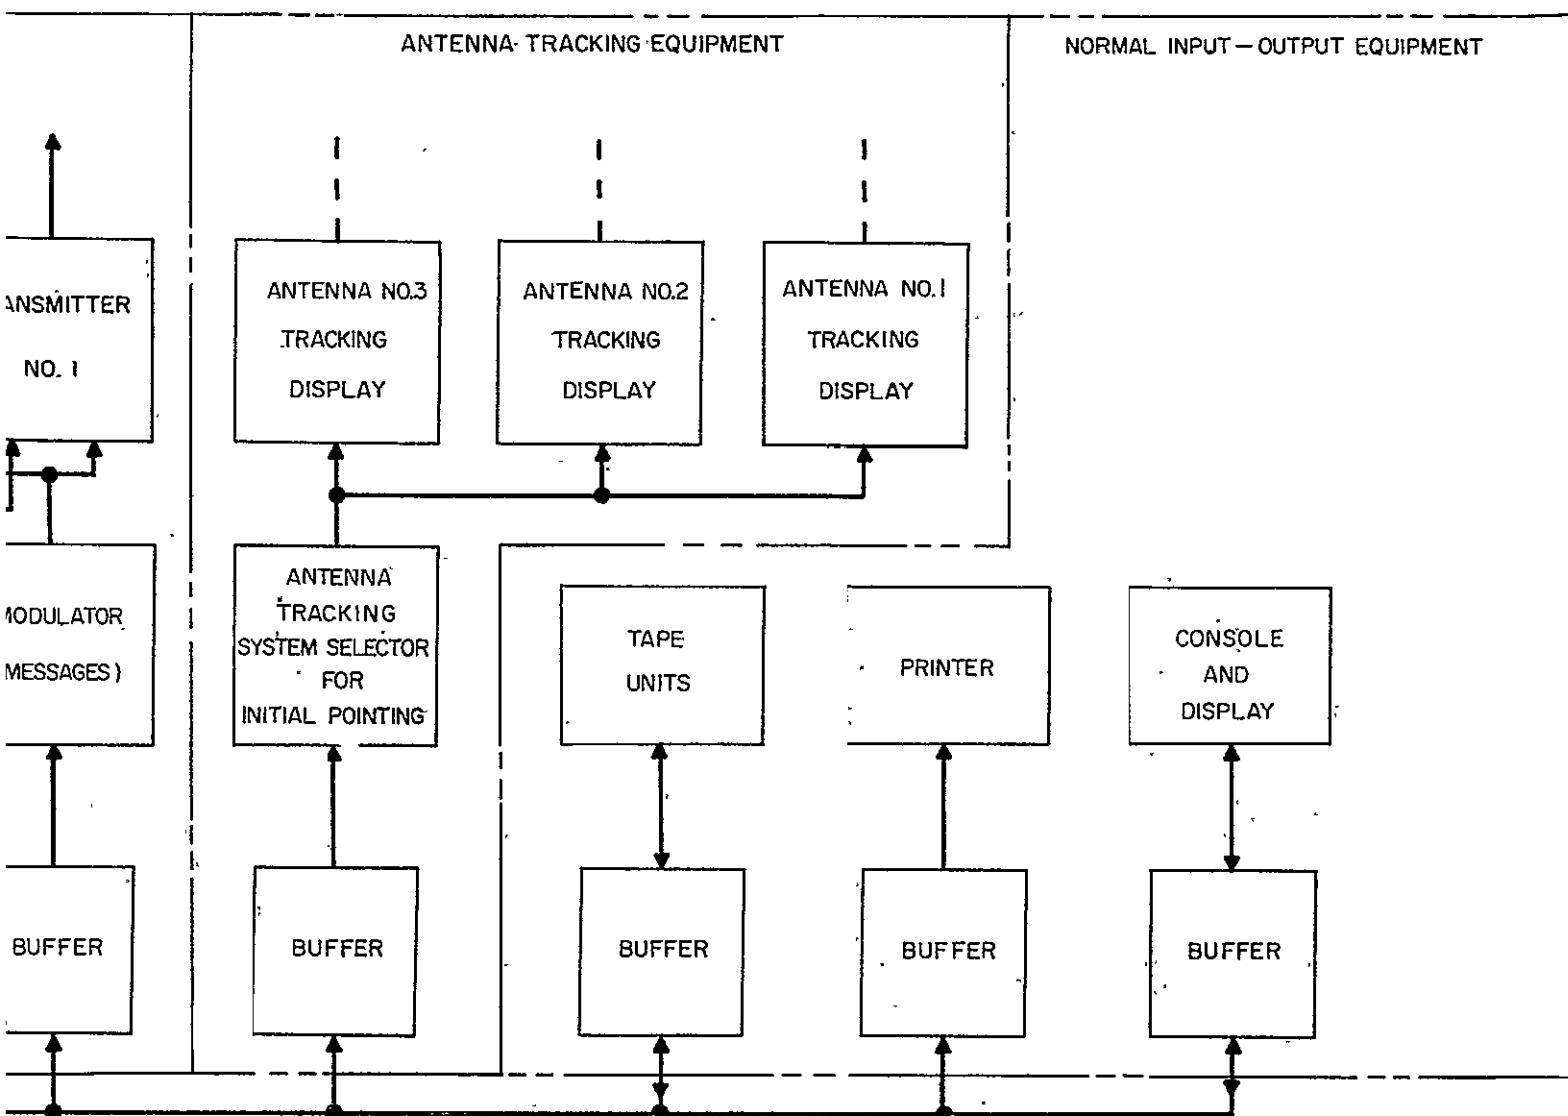 ANTENNA-TRACKING EQUIPMENT
NORMAL INPUT—OUTPUT EQUIPMENT
ANSMITTER
NO. 1
ANTENNA NO.3
TRACKING
DISPLAY
ANTENNA NO.2
TRACKING
DISPLAY
ANTENNA NO.1
TRACKING
DISPLAY
MODULATOR
MESSAGES)
ANTENNA
TRACKING
SYSTEM SELECTOR
FOR
INITIAL POINTING
TAPE
UNITS
PRINTER
CONSOLE
AND
DISPLAY
BUFFER
BUFFER
BUFFER
BUFFER
BUFFER